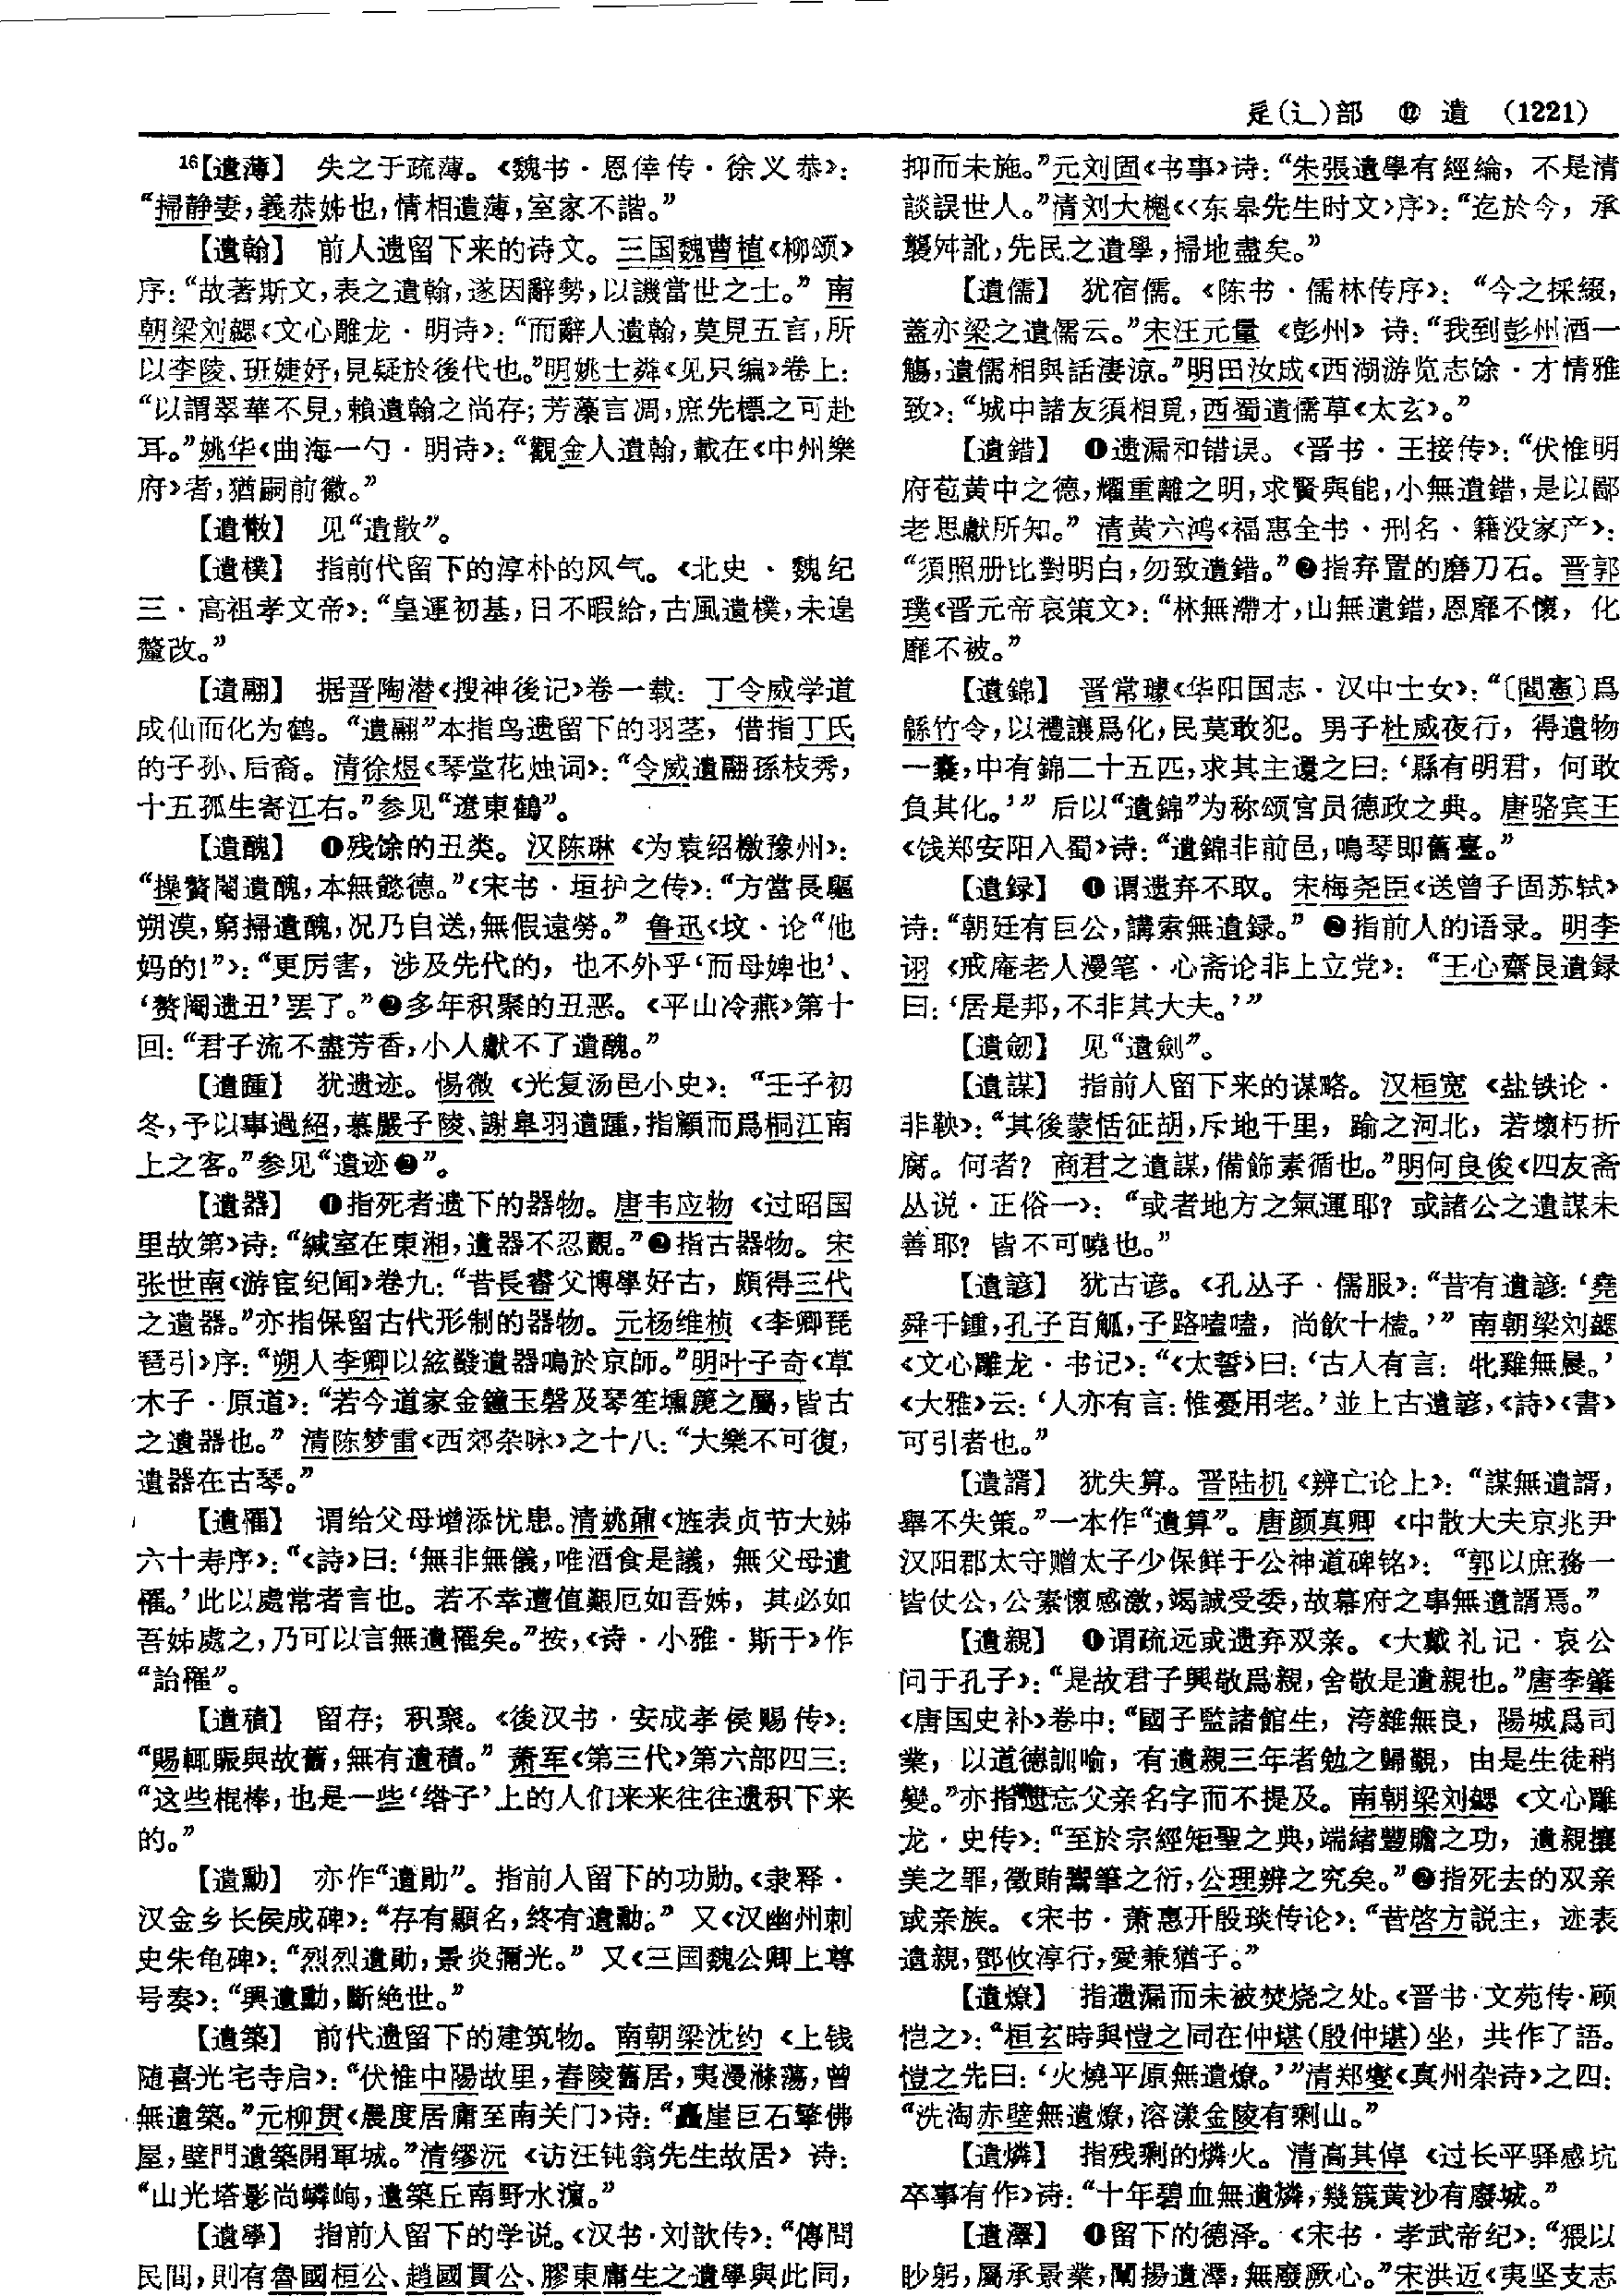 辵(辶)部 ⑫ 遺 (1221)
16【遺薄】 失之于疏薄。《魏书·恩倖传·徐义恭》：
“掃静妻，義恭姊也，情相遺薄，室家不諧。”
【遺翰】 前人遗留下来的诗文。三国魏曹植《柳颂》
序：“故著斯文，表之遺翰，遂因辭勢，以譏當世之士。”南
朝梁刘勰《文心雕龙·明诗》：“而辭人遺翰，莫見五言，所
以李陵、班婕妤，見疑於後代也。”明姚士粦《见只编》卷上：
“以謂翠華不見，賴遺翰之尚存；芳藻言凋，庶先標之可赴
耳。”姚华《曲海一勺·明诗》：“觀金人遺翰，載在《中州樂
府》者，猶嗣前徽。”
【遺㪚】 见“遺散”。
【遺樸】 指前代留下的淳朴的风气。《北史·魏纪
三·高祖孝文帝》：“皇運初基，日不暇給，古風遺樸，未遑
釐改。”
【遺翮】 据晋陶潜《搜神後记》卷一载：丁令威学道
成仙而化为鹤。“遺翮”本指鸟遗留下的羽茎，借指丁氏
的子孙、后裔。清徐煜《琴堂花烛词》：“令威遺翮孫枝秀，
十五孤生寄江右。”参见“遼東鶴”。
【遺醜】 ❶残馀的丑类。汉陈琳《为袁绍檄豫州》：
“操贅閹遺醜，本無懿德。”《宋书·垣护之传》：“方當長驅
朔漠，窮掃遺醜，况乃自送，無假遠勞。”鲁迅《坟·论“他
妈的！”》：“更厉害，涉及先代的，也不外乎‘而母婢也’、
‘赘阉遗丑’罢了。”❷多年积聚的丑恶。《平山冷燕》第十
回：“君子流不盡芳香，小人獻不了遺醜。”
【遺踵】 犹遗迹。惕微《光复汤邑小史》：“壬子初
冬，予以事過紹，慕嚴子陵、謝皐羽遺踵，指顧而爲桐江南
上之客。”参见“遺迹❷”。
【遺器】 ❶指死者遗下的器物。唐韦应物《过昭国
里故第》诗：“緘室在東湘，遺器不忍覿。”❷指古器物。宋
张世南《游宦纪闻》卷九：“昔長睿父博學好古，頗得三代
之遺器。”亦指保留古代形制的器物。元杨维桢《李卿琵
琶引》序：“朔人李卿以絃發遺器鳴於京師。”明叶子奇《草
木子·原道》：“若今道家金鐘玉磬及琴笙壎篪之屬，皆古
之遺器也。”清陈梦雷《西郊杂咏》之十八：“大樂不可復，
遺器在古琴。”
【遺罹】 谓给父母增添忧患。清姚鼐《旌表贞节大姊
六十寿序》：“《詩》曰：‘無非無儀，唯酒食是議，無父母遺
罹。’此以處常者言也。若不幸遭值艱厄如吾姊，其必如
吾姊處之，乃可以言無遺罹矣。”按，《诗·小雅·斯干》作
“詒罹”。
【遺積】 留存；积聚。《後汉书·安成孝侯赐传》：
“賜輒賑與故舊，無有遺積。”萧军《第三代》第六部四三：
“这些棍棒，也是一些‘绺子’上的人们来来往往遗积下来
的。”
【遺勳】 亦作“遺勛”。指前人留下的功勋。《隶释·
汉金乡长侯成碑》：“存有顯名，終有遺勳。”又《汉幽州刺
史朱龟碑》：“烈烈遺勛，景炎彌光。”又《三国魏公卿上尊
号奏》：“興遺勳，斷絶世。”
【遺築】 前代遗留下的建筑物。南朝梁沈约《上钱
随喜光宅寺启》：“伏惟中陽故里，舂陵舊居，夷漫滌蕩，曾
無遺築。”元柳贯《晨度居庸至南关门》诗：“矗崖巨石擎佛
屋，壁門遺築開軍城。”清缪沅《访汪钝翁先生故居》诗：
“山光塔影尚嶙峋，遺築丘南野水濱。”
【遺學】 指前人留下的学说。《汉书·刘歆传》：“傳問
民間，則有魯國桓公、趙國貫公、膠東庸生之遺學與此同，
抑而未施。”元刘因《书事》诗：“朱張遺學有經綸，不是清
談誤世人。”清刘大櫆《〈东皋先生时文〉序》：“迄於今，承
襲舛訛，先民之遺學，掃地盡矣。”
【遺儒】 犹宿儒。《陈书·儒林传序》：“今之採綴，
蓋亦梁之遺儒云。”宋汪元量《彭州》诗：“我到彭州酒一
觴，遺儒相與話淒涼。”明田汝成《西湖游览志馀·才情雅
致》：“城中諸友須相覓，西蜀遺儒草《太玄》。”
【遺錯】 ❶遗漏和错误。《晋书·王接传》：“伏惟明
府苞黄中之德，耀重離之明，求賢與能，小無遺錯，是以鄙
老思獻所知。”清黄六鸿《福惠全书·刑名·籍没家产》：
“須照册比對明白，勿致遺錯。”❷指弃置的磨刀石。晋郭
璞《晋元帝哀策文》：“林無滯才，山無遺錯，恩靡不懷，化
靡不被。”
【遺錦】 晋常璩《华阳国志·汉中士女》：“〔閻憲〕爲
緜竹令，以禮讓爲化，民莫敢犯。男子杜威夜行，得遺物
一囊，中有錦二十五匹，求其主還之曰：‘縣有明君，何敢
負其化。’”后以“遺錦”为称颂官员德政之典。唐骆宾王
《饯郑安阳入蜀》诗：“遺錦非前邑，鳴琴即舊臺。”
【遺録】 ❶谓遗弃不取。宋梅尧臣《送曾子固苏轼》
诗：“朝廷有巨公，講索無遺録。”❷指前人的语录。明李
诩《戒庵老人漫笔·心斋论非上立党》：“王心齋艮遺録
曰：‘居是邦，不非其大夫。’”
【遺劒】 见“遺劍”。
【遺謀】 指前人留下来的谋略。汉桓宽《盐铁论·
非鞅》：“其後蒙恬征胡，斥地千里，踰之河北，若壞朽折
腐。何者？商君之遺謀，備飾素循也。”明何良俊《四友斋
丛说·正俗一》：“或者地方之氣運耶？或諸公之遺謀未
善耶？皆不可曉也。”
【遺諺】 犹古谚。《孔丛子·儒服》：“昔有遺諺：‘堯
舜千鍾，孔子百觚，子路嗑嗑，尚飲十榼。’”南朝梁刘勰
《文心雕龙·书记》：“《太誓》曰：‘古人有言：牝雞無晨。’
《大雅》云：‘人亦有言：惟憂用老。’並上古遺諺，《詩》《書》
可引者也。”
【遺諝】 犹失算。晋陆机《辨亡论上》：“謀無遺諝，
舉不失策。”一本作“遺算”。唐颜真卿《中散大夫京兆尹
汉阳郡太守赠太子少保鲜于公神道碑铭》：“郭以庶務一
皆仗公，公素懷感激，竭誠受委，故幕府之事無遺諝焉。”
【遺親】 ❶谓疏远或遗弃双亲。《大戴礼记·哀公
问于孔子》：“是故君子興敬爲親，舍敬是遺親也。”唐李肇
《唐国史补》卷中：“國子監諸館生，洿雜無良，陽城爲司
業，以道德訓喻，有遺親三年者勉之歸覲，由是生徒稍
變。”亦指遗忘父亲名字而不提及。南朝梁刘勰《文心雕
龙·史传》：“至於宗經矩聖之典，端緒豐贍之功，遺親攘
美之罪，徵賄鬻筆之愆，公理辨之究矣。”❷指死去的双亲
或亲族。《宋书·萧惠开殷琰传论》：“昔啓方説主，迹表
遺親，鄧攸淳行，愛兼猶子。”
【遺燎】 指遗漏而未被焚烧之处。《晋书·文苑传·顾
恺之》：“桓玄時與愷之同在仲堪（殷仲堪）坐，共作了語。
愷之先曰：‘火燒平原無遺燎。’”清郑燮《真州杂诗》之四：
“洗淘赤壁無遺燎，溶漾金陵有剩山。”
【遺燐】 指残剩的燐火。清高其倬《过长平驿感坑
卒事有作》诗：“十年碧血無遺燐，幾簇黄沙有廢城。”
【遺澤】 ❶留下的德泽。《宋书·孝武帝纪》：“猥以
眇躬，屬承景業，闡揚遺澤，無廢厥心。”宋洪迈《夷坚支志